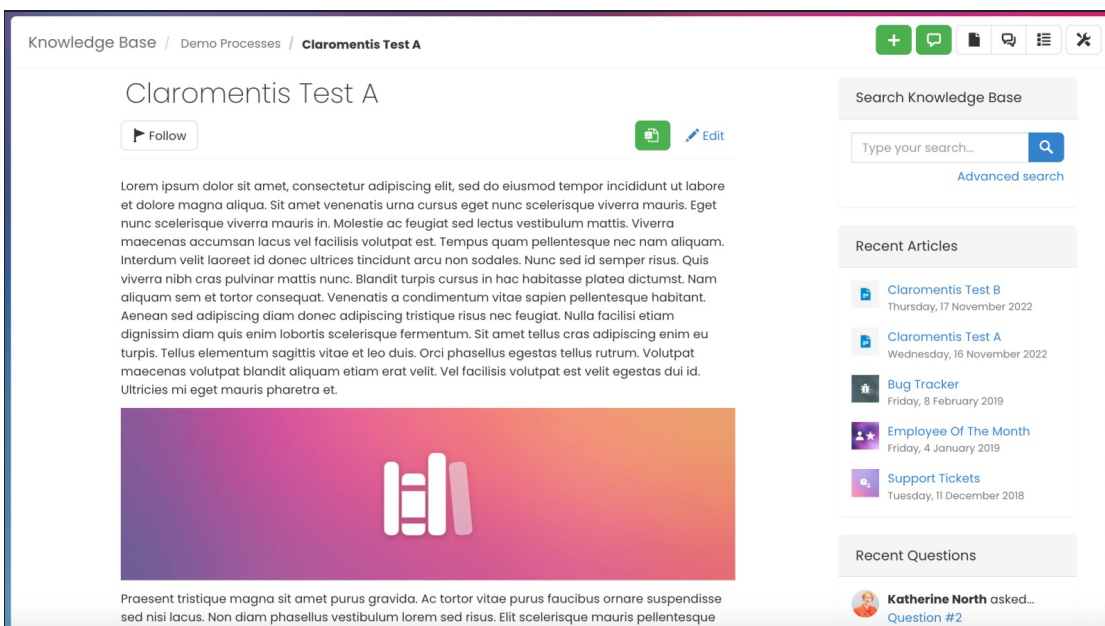 Knowledge Base / Demo Processes / Claromentis Test A
Claromentis Test A
Follow
Edit
Lorem ipsum dolor sit amet, consectetur adipiscing elit, sed do eiusmod tempor incididunt ut labore
et dolore magna aliqua. Sit amet venenatis urna cursus eget nunc scelerisque viverra mauris. Eget
nunc scelerisque viverra mauris in. Molestie ac feugiat sed lectus vestibulum mattis. Viverra
maecenas accumsan lacus vel facilisis volutpat est. Tempus quam pellentesque nec nam aliquam.
Interdum velit laoreet id donec ultrices tincidunt arcu non sodales. Nunc sed id semper risus. Quis
viverra nibh cras pulvinar mattis nunc. Blandit turpis cursus in hac habitasse platea dictumst. Nam
aliquam sem et tortor consequat. Venenatis a condimentum vitae sapien pellentesque habitant.
Aenean sed adipiscing diam donec adipiscing tristique risus nec feugiat. Nulla facilisi etiam
dignissim diam quis enim lobortis scelerisque fermentum. Sit amet tellus cras adipiscing enim eu
turpis. Tellus elementum sagittis vitae et leo duis. Orci phasellus egestas tellus rutrum. Volutpat
maecenas volutpat blandit aliquam etiam erat velit. Vel facilisis volutpat est velit egestas dui id.
Ultricies mi eget mauris pharetra et.
Praesent tristique magna sit amet purus gravida. Ac tortor vitae purus faucibus ornare suspendisse
sed nisi lacus. Non diam phasellus vestibulum lorem sed risus. Elit scelerisque mauris pellentesque
Search Knowledge Base
Type your search...
Advanced search
Recent Articles
Claromentis Test B
Thursday, 17 November 2022
Claromentis Test A
Wednesday, 16 November 2022
Bug Tracker
Friday, 8 February 2019
Employee Of The Month
Friday, 4 January 2019
Support Tickets
Tuesday, 11 December 2018
Recent Questions
Katherine North asked...
Question #2